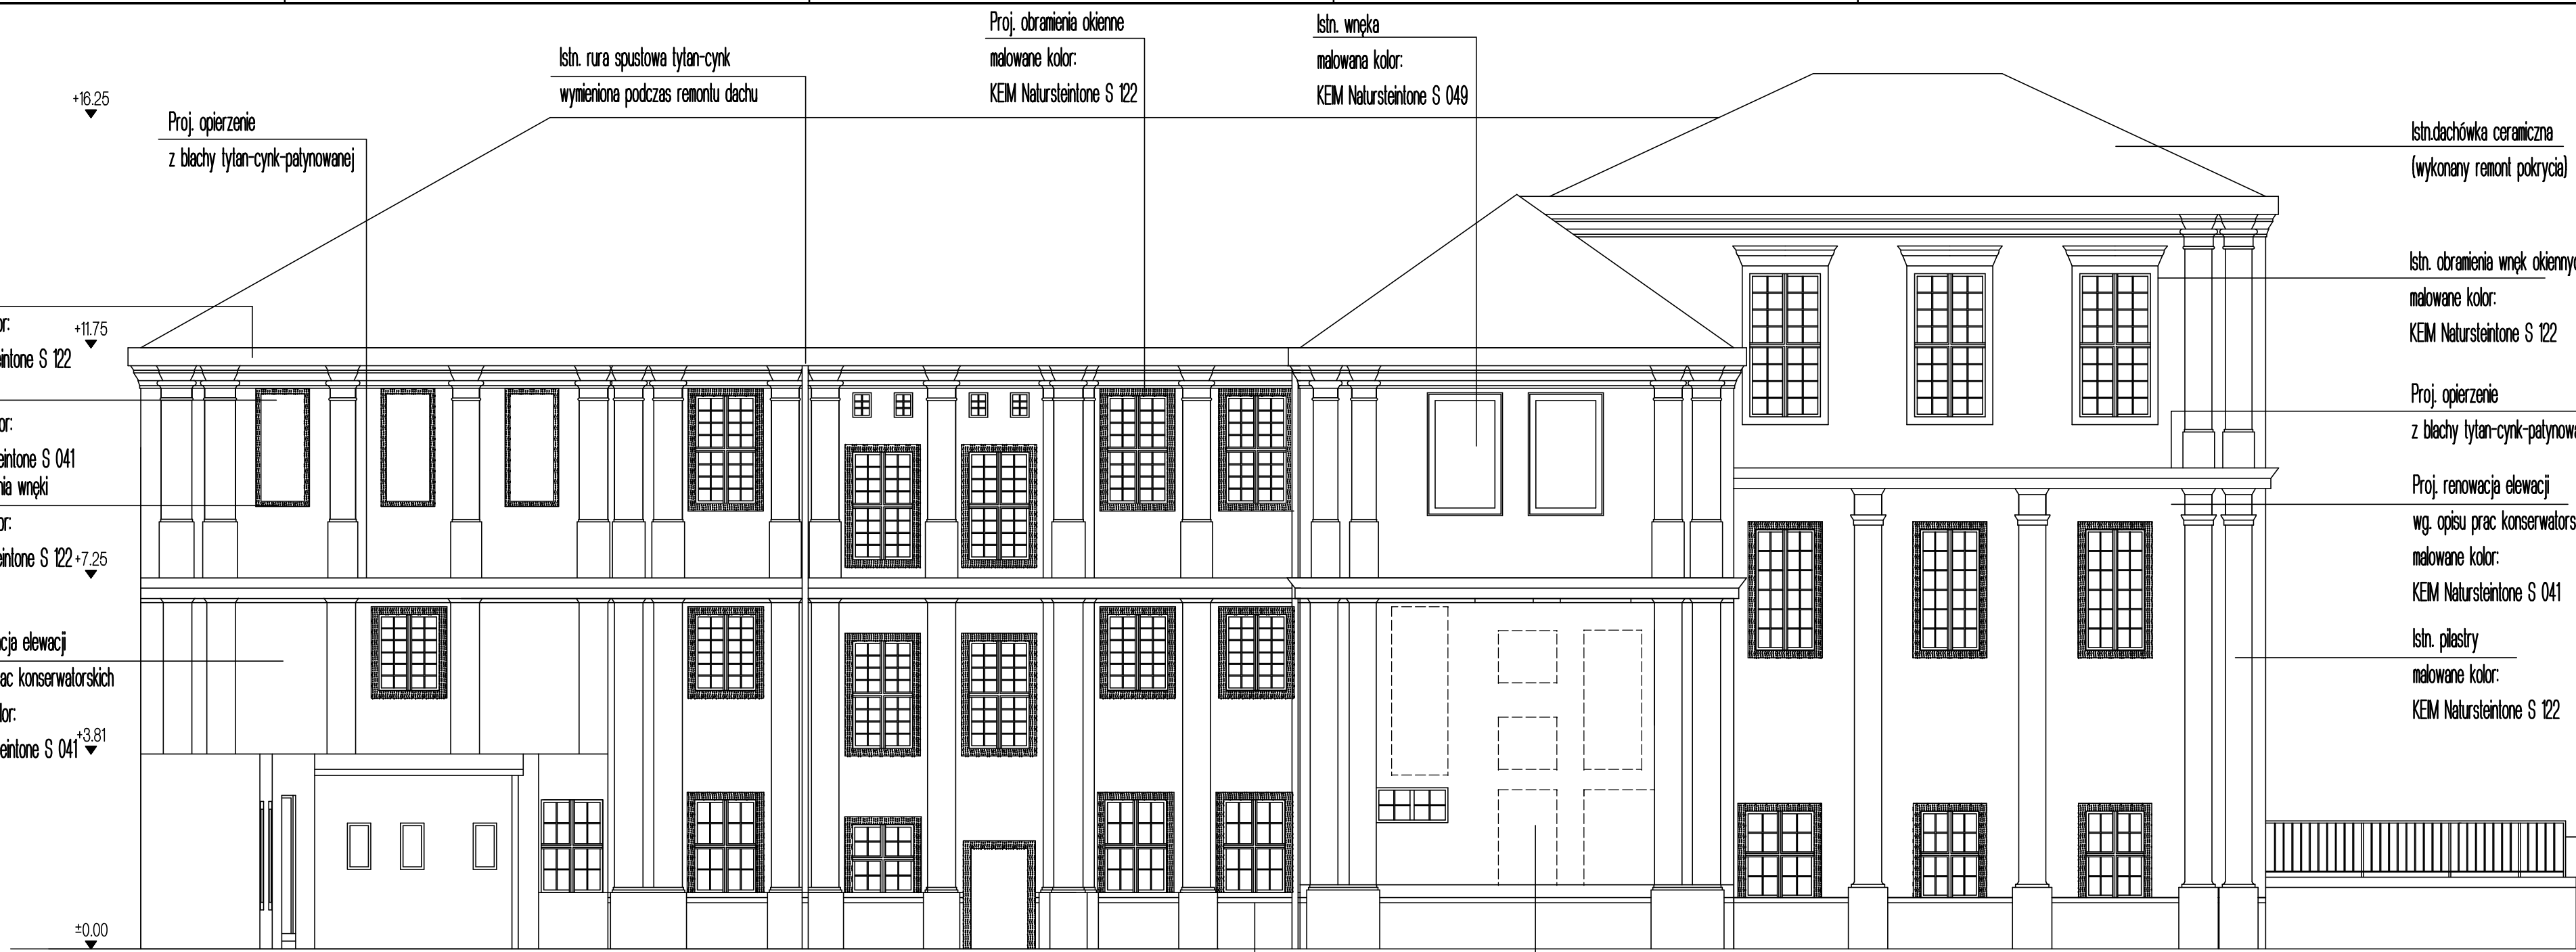 Proj. obramienia okienne
malowane kolor:
KEIM Natursteintone S 122
Istn. wnęka
malowana kolor:
KEIM Natursteintone S 049
Istn. rura spustowa tytan-cynk
wymieniona podczas remontu dachu
+16.25
Proj. opierzenie
z blachy tytan-cynk-patynowanej
Istn.dachówka ceramiczna
(wykonany remont pokrycia)
Istn. obramienia wnęk okiennyc
malowane kolor:
KEIM Natursteintone S 122
or:
+11.75
eintone S 122
Proj. opierzenie
z blachy tytan-cynk-patynowa
or:
eintone S 041
nia wnęki
or:
eintone S 122
+7.25
Proj. renowacja elewacji
wg. opisu prac konserwators
malowane kolor:
KEIM Natursteintone S 041
Istn. pilastry
malowane kolor:
KEIM Natursteintone S 122
cja elewacji
ac konserwatorskich
lor:
eintone S 041
+3.81
±0.00